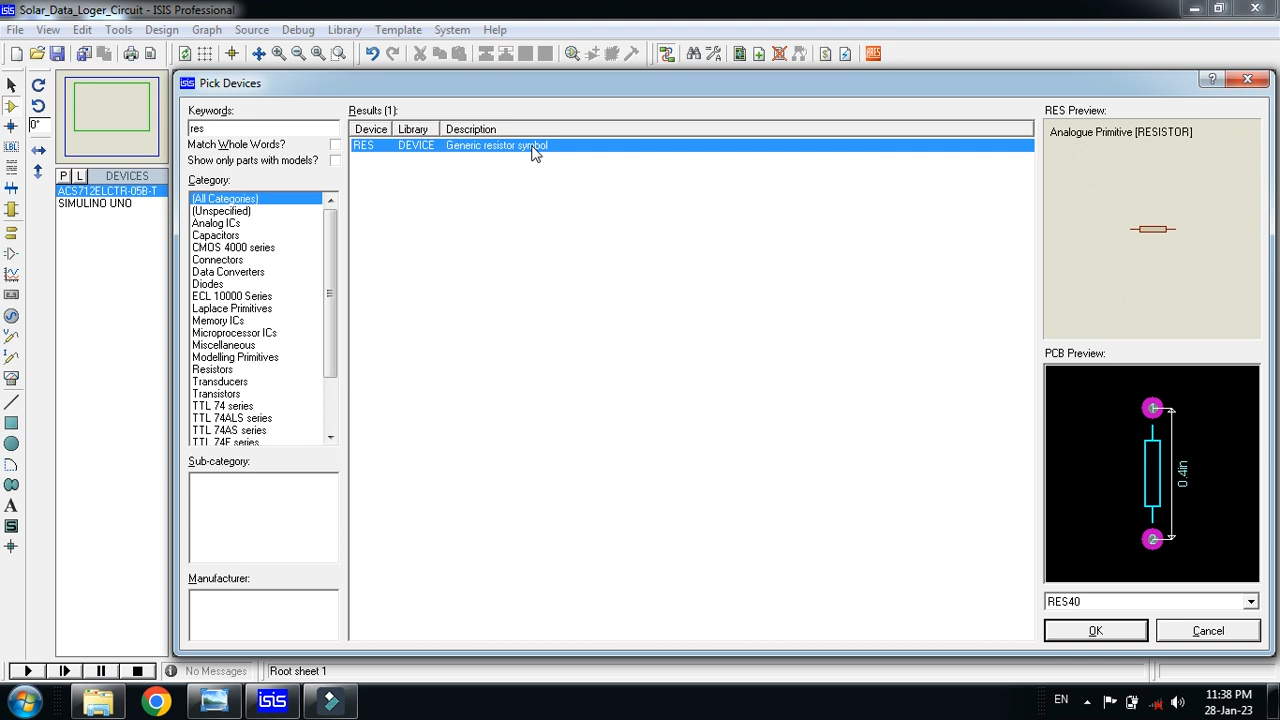 Solar_Data_Loger_Circuit - ISIS Professional
File View Edit Tools Design Graph Source Debug Library Template System Help
ARES
Pick Devices
Keywords:
res
Match Whole Words?
Show only parts with models?
Category:
(All Categories)
(Unspecified)
Analog ICs
Capacitors
CMOS 4000 series
Connectors
Data Converters
Diodes
ECL 10000 Series
Laplace Primitives
Memory ICs
Microprocessor ICs
Miscellaneous
Modelling Primitives
Resistors
Transducers
Transistors
TTL 74 series
TTL 74ALS series
TTL 74AS series
TTL 74F series
Sub-category:
Manufacturer:
Results (1):
Device Library Description
RES DEVICE Generic resistor symbol
RES Preview:
Analogue Primitive [RESISTOR]
PCB Preview:
1
0.4in
2
RES40
OK Cancel
0°
LBL
A
P L DEVICES
ACS712ELCTR-05B-T
SIMULINO UNO
No Messages Root sheet 1
isis
EN
11:38 PM
28-Jan-23